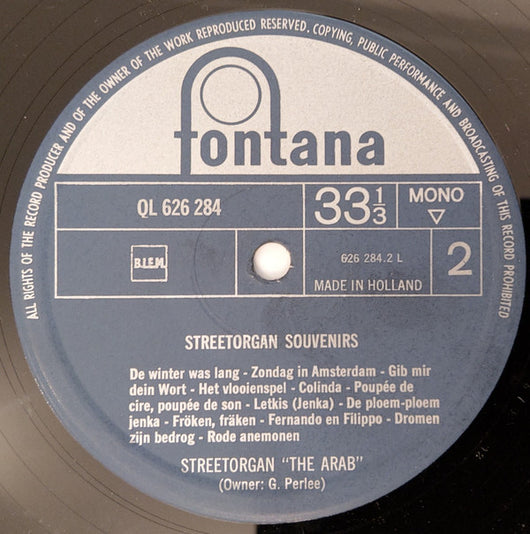 ALL RIGHTS OF THE RECORD PRODUCER AND OF THE OWNER OF THE WORK REPRODUCED RESERVED. COPYING, PUBLIC PERFORMANCE AND BROADCASTING OF THIS RECORD PROHIBITED
fontana
QL 626 284
33 1/3
MONO
B.I.E.M.
626 284.2 L
MADE IN HOLLAND
2
STREETORGAN SOUVENIRS
De winter was lang - Zondag in Amsterdam - Gib mir
dein Wort - Het vlooienspel - Colinda - Poupée de
cire, poupée de son - Letkis (Jenka) - De ploem-ploem
jenka - Fröken, fräken - Fernando en Filippo - Dromen
zijn bedrog - Rode anemonen
STREETORGAN "THE ARAB"
(Owner: G. Perlee)